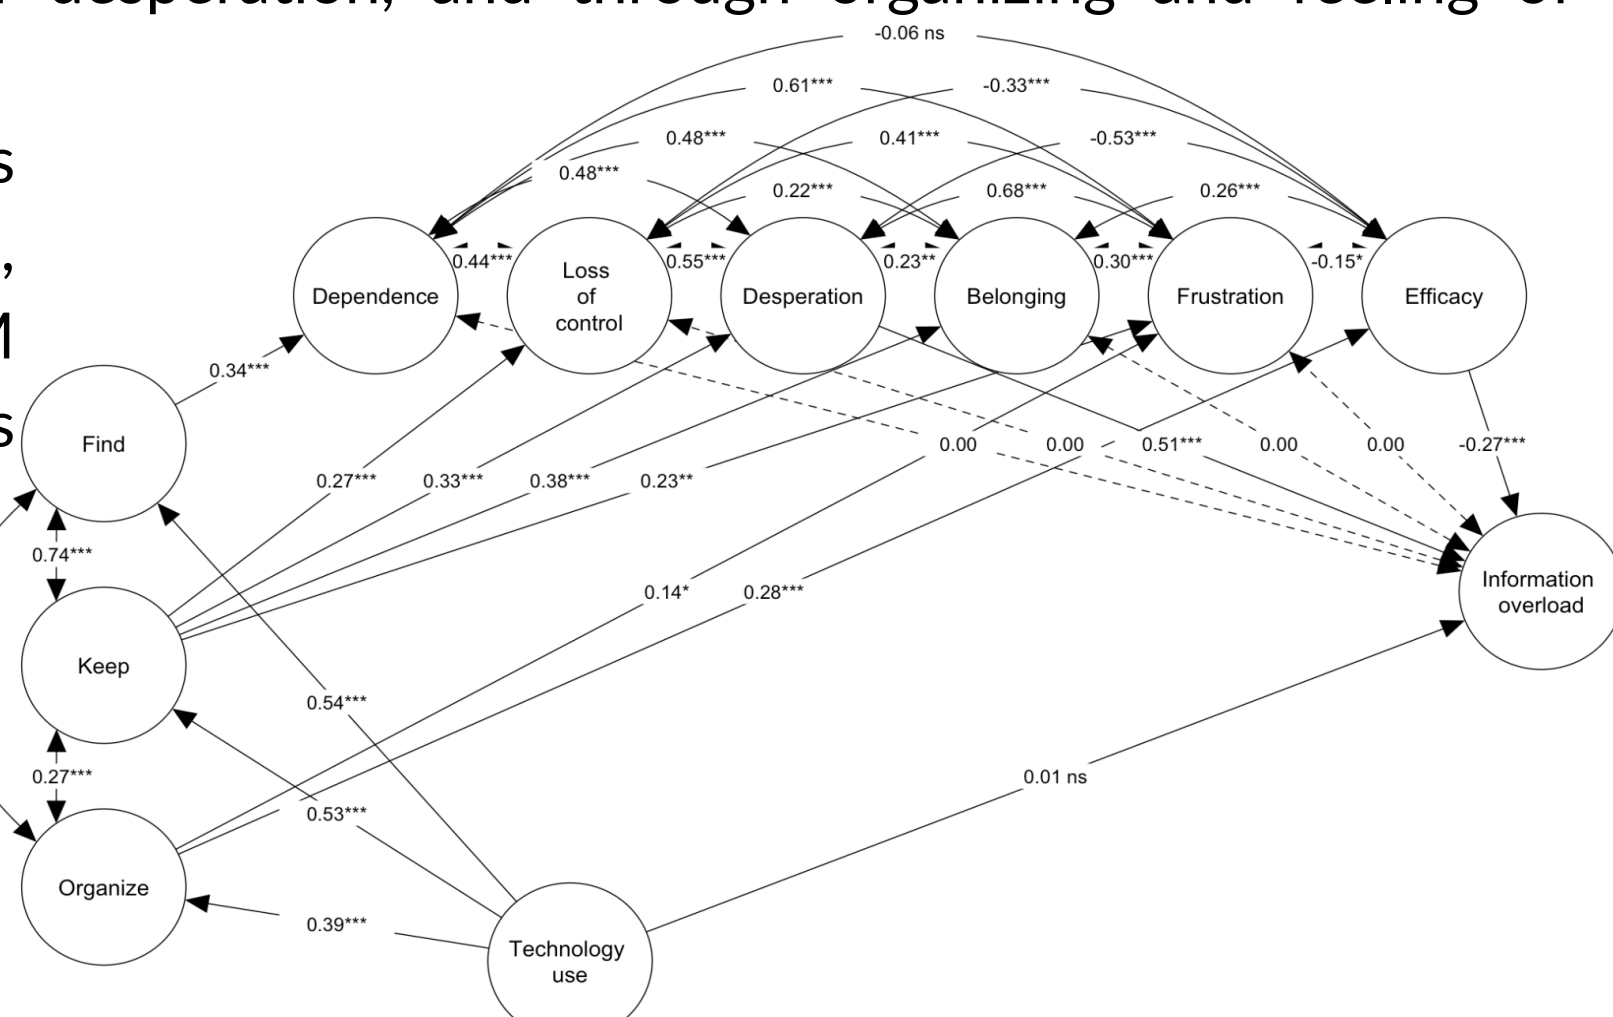 desperation, and through organizing and feeling of
-0.06 ns
0.61*** -0.33***
0.48*** 0.41*** -0.53***
0.48*** 0.22*** 0.68*** 0.26***
s
,
0.44*** 0.55*** 0.23** 0.30*** -0.15*
Dependence
Loss
of
control
Desperation
Belonging
Frustration
Efficacy
M
0.34***
s
Find
0.00 0.00 0.51*** 0.00 0.00 -0.27***
0.27*** 0.33*** 0.38*** 0.23**
0.74***
0.14* 0.28***
Information
overload
Keep
0.54***
0.27***
0.01 ns
0.53***
Organize
0.39***
Technology
use